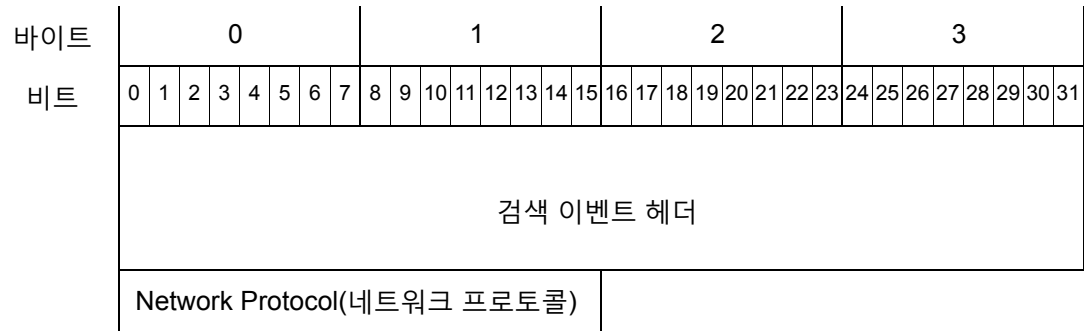 바이트 0 1 2 3
비트 0 1 2 3 4 5 6 7 8 9 10 11 12 13 14 15 16 17 18 19 20 21 22 23 24 25 26 27 28 29 30 31
검색 이벤트 헤더
Network Protocol(네트워크 프로토콜)